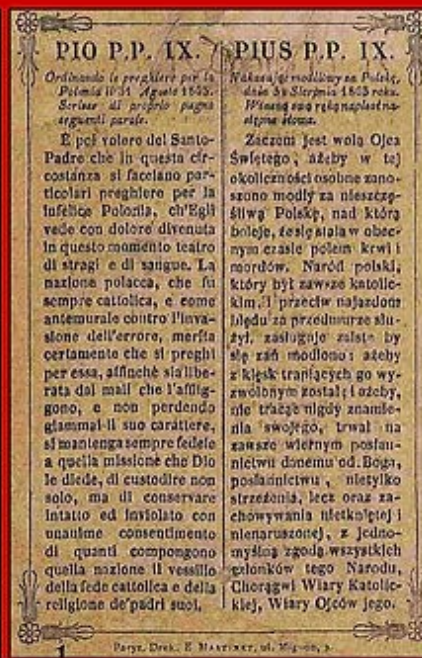 PIO P.P. IX.
Ordinando le preghiere per la
Polonia il 31 Agosto 1863.
Scrisse di proprio pugno
seguenti parole.
È poi volere del Santo
Padre che in questa cir-
costanza si facciano par-
ticolari preghiere per la
infelice Polonia, ch'Egli
vede con dolore divenuta
in questo momento teatro
di stragi e di sangue. La
nazione polacca, che fu
sempre cattolica, e come
antemurale contro l'inva-
sione dell'errore, merita
certamente che si preghi
per essa, affinchè sia libe-
rata dai mali che l'afflig-
gono, e non perdendo
giammai il suo carattere,
si mantenga sempre fedele
a quella missione che Dio
le diede, di custodire non
solo, ma di conservare
intatto ed inviolato con
unanime consentimento
di quanti compongono
quella nazione il vessillo
della fede cattolica e della
religione de'padri suoi.
PIUS P.P. IX.
Nakazując modlitwy za Polskę,
dnia 31 Sierpnia 1863 roku.
Własną swą ręką napisał na-
stępne słowa.
Zaczem jest wolą Ojca
Świętego, ażeby w tej
okoliczności osobne zano-
szono modły za nieszczę-
śliwą Polskę, nad którą
boleje, że się stała w obec-
nym czasie polem krwi i
mordów. Naród polski,
który był zawsze katolic-
kim, i przeciw najazdom
błędu za przedmurze słu-
żył, zasługuje zaiste by
się zań modlono: ażeby
z klęsk trapiących go wy-
zwolonym został; i ażeby,
nie tracąc nigdy znamie-
nia swojego, trwał na
zawsze wiernym posłan-
nictwu danemu od Boga,
posłannictwu, nietylko
strzeżenia, lecz oraz za-
chowywania nietkniętej i
nienaruszonej, z jedno-
myślną zgodą wszystkich
członków tego Narodu,
Chorągwi Wiary Katolic-
kiej, Wiary Ojców jego.
1
Paryż, Druk. E. MARTINET, ul. Mignon, 2.